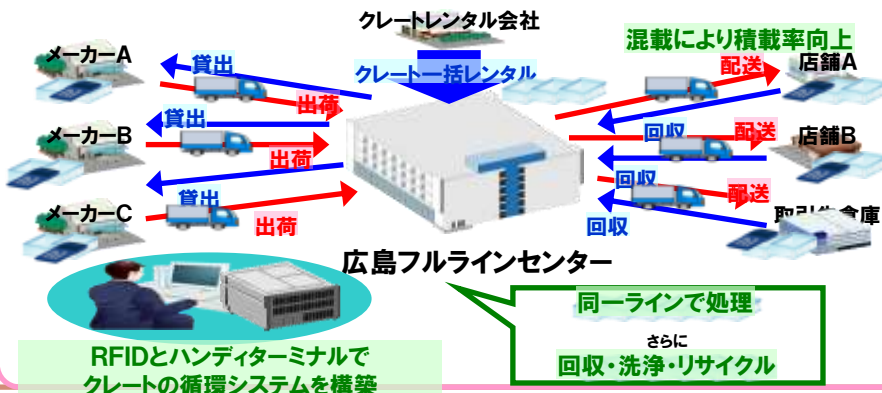 クレートレンタル会社
混載により積載率向上
メーカーA
貸出
クレート一括レンタル
配送
店舗A
出荷
貸出
メーカーB
回収
配送
店舗B
出荷
貸出
回収
配送
メーカーC
出荷
回収
取引先倉庫
広島フルラインセンター
同一ラインで処理
さらに
回収・洗浄・リサイクル
RFIDとハンディターミナルで
クレートの循環システムを構築